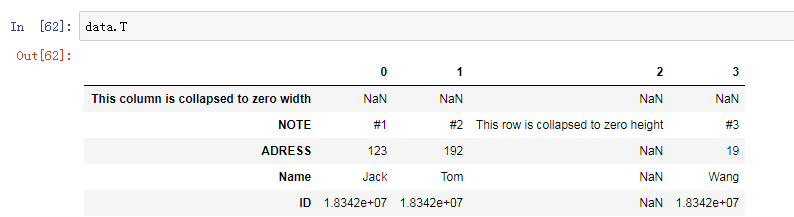 In [62]: data.T
Out[62]:
0 1 2 3
This column is collapsed to zero width NaN NaN NaN NaN
NOTE #1 #2 This row is collapsed to zero height #3
ADRESS 123 192 NaN 19
Name Jack Tom NaN Wang
ID 1.8342e+07 1.8342e+07 NaN 1.8342e+07